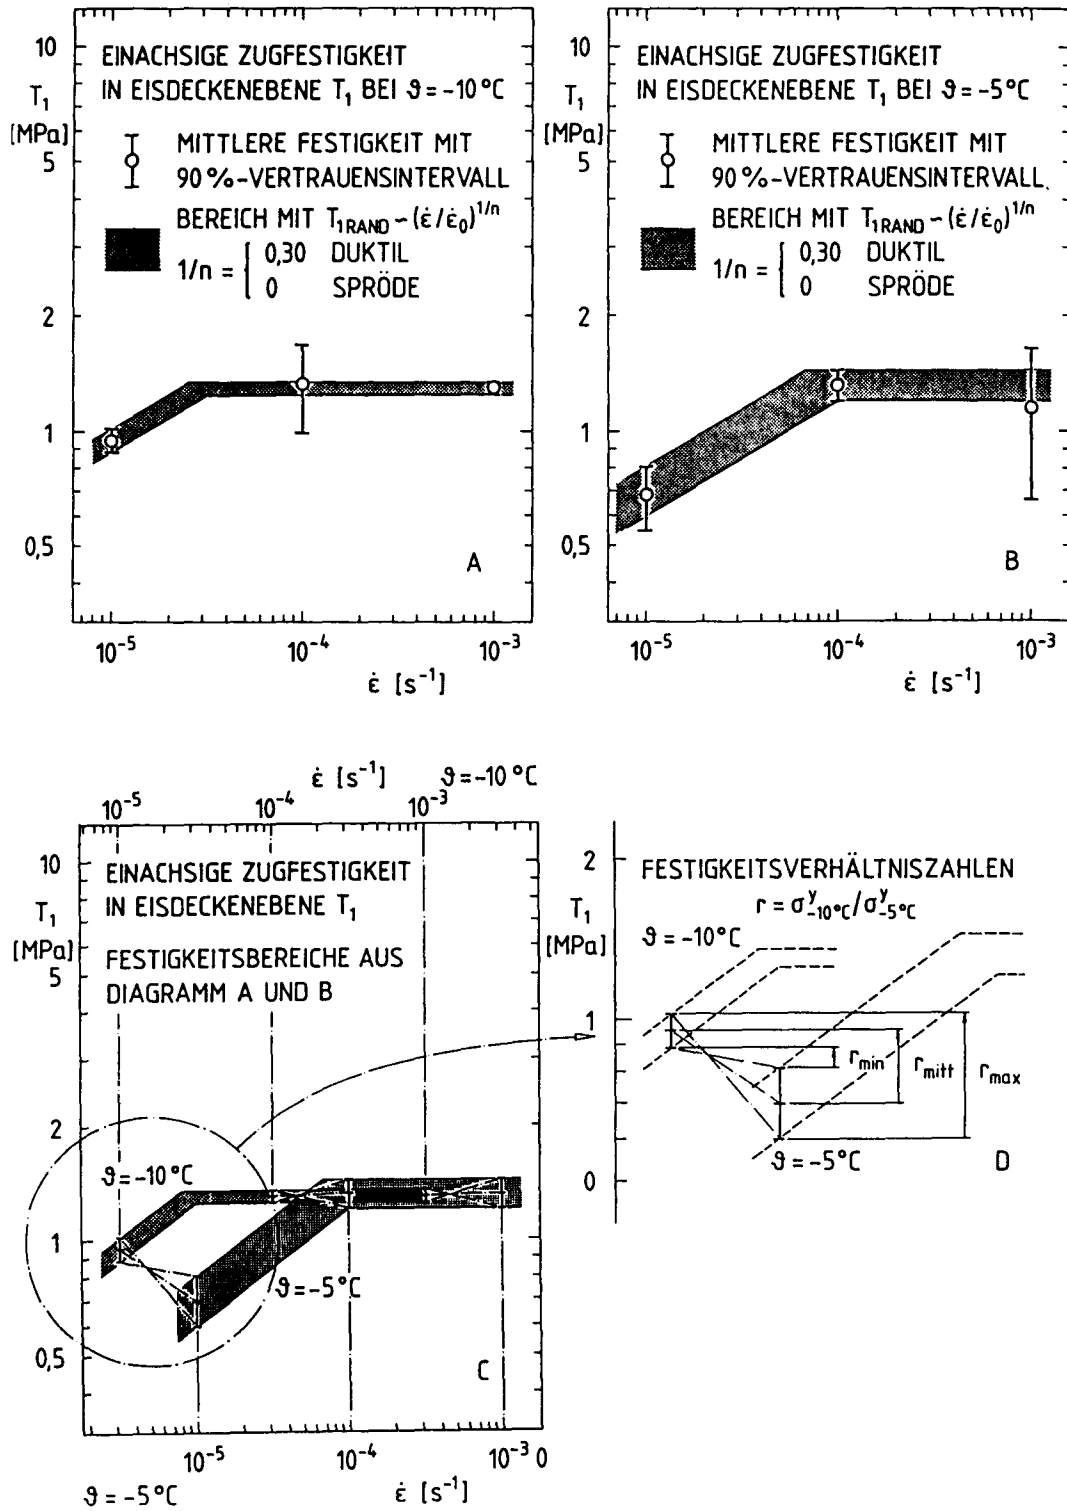 EINACHSIGE ZUGFESTIGKEIT
IN EISDECKENEBENE T₁ BEI ϑ = -10 °C
MITTLERE FESTIGKEIT MIT
90 %-VERTRAUENSINTERVALL
BEREICH MIT T₁RAND ~ (ε̇/ε̇₀)^1/n
1/n = { 0,30 DUKTIL
0 SPRÖDE
10
T₁
[MPa]
5
2
1
0,5
A
10⁻⁵
10⁻⁴
10⁻³
ε̇ [s⁻¹]
EINACHSIGE ZUGFESTIGKEIT
IN EISDECKENEBENE T₁ BEI ϑ = -5 °C
MITTLERE FESTIGKEIT MIT
90 %-VERTRAUENSINTERVALL.
BEREICH MIT T₁RAND ~ (ε̇/ε̇₀)^1/n
1/n = { 0,30 DUKTIL
0 SPRÖDE
10
T₁
[MPa]
5
2
1
0,5
B
10⁻⁵
10⁻⁴
10⁻³
ε̇ [s⁻¹]
ε̇ [s⁻¹]
ϑ = -10 °C
10⁻⁵
10⁻⁴
10⁻³
EINACHSIGE ZUGFESTIGKEIT
IN EISDECKENEBENE T₁
FESTIGKEITSBEREICHE AUS
DIAGRAMM A UND B
10
T₁
[MPa]
5
2
1
0,5
ϑ = -10 °C
ϑ = -5 °C
C
10⁻⁵
10⁻⁴
10⁻³
0
ϑ = -5 °C
ε̇ [s⁻¹]
2
T₁
[MPa]
1
0
FESTIGKEITSVERHÄLTNISZAHLEN
r = σʸ-10°C / σʸ-5°C
ϑ = -10 °C
r min
r mitt
r max
ϑ = -5 °C
D